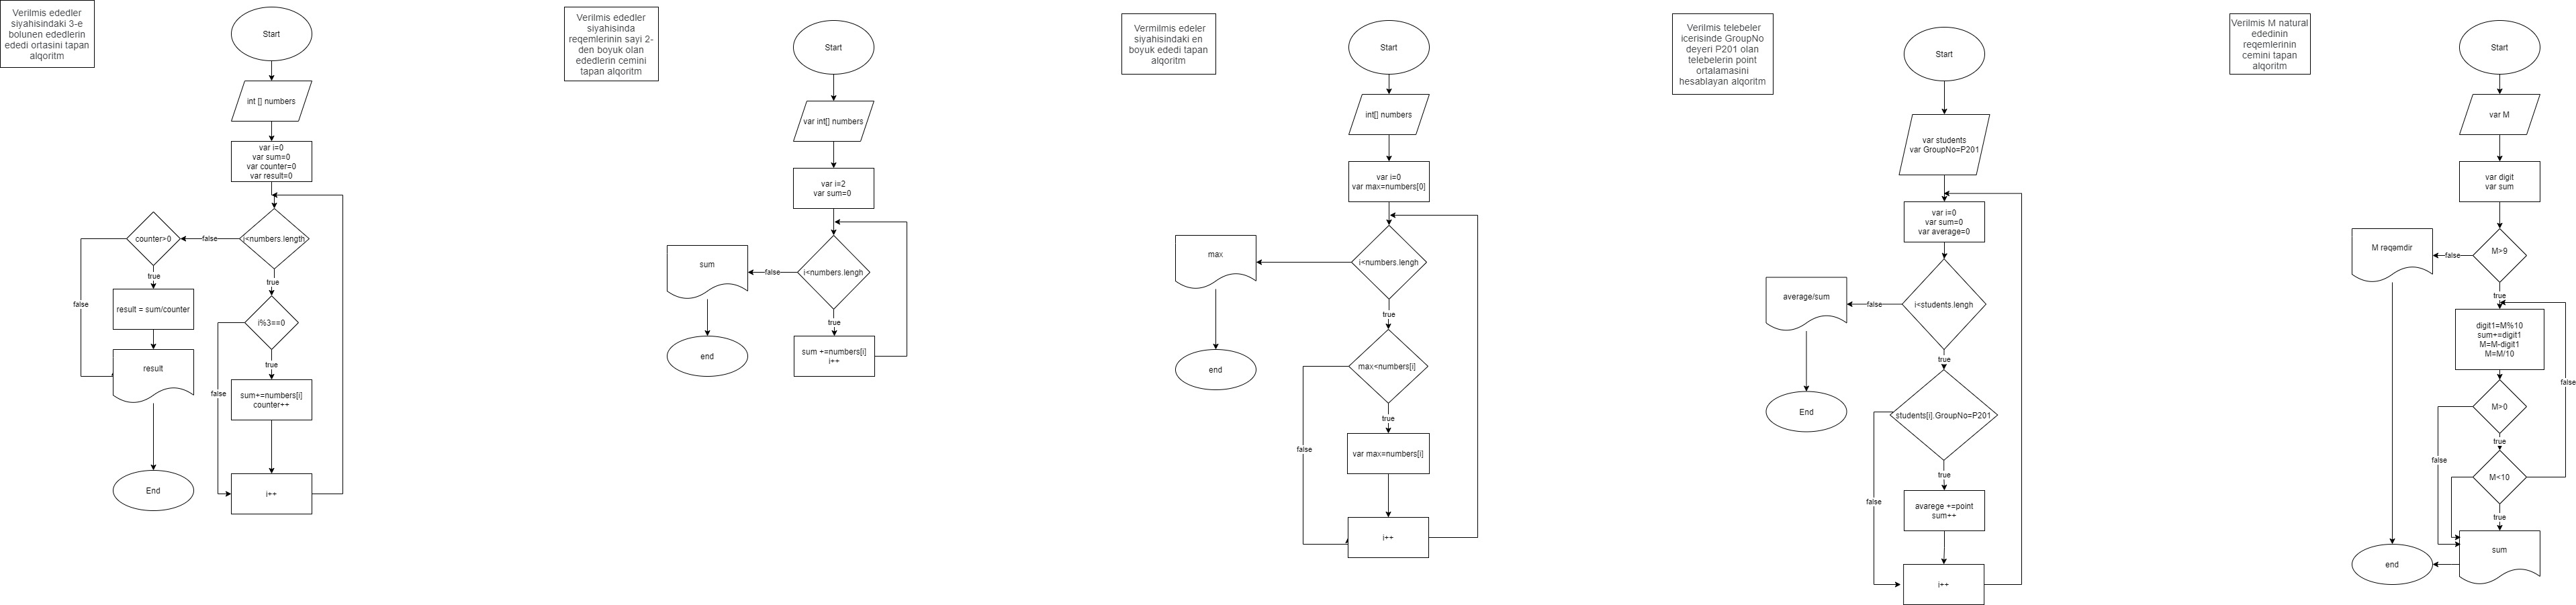 Verilmis ededler
siyahisindaki 3-e
bolunen ededlerin
ededi ortasini tapan
alqoritm
Start
int [] numbers
var i=0
var sum=0
var counter=0
var result=0
i<numbers.length
false
counter>0
true
true
false
result = sum/counter
i%3==0
true
result
false
sum+=numbers[i]
counter++
End
i++
Verilmis ededler
siyahisinda
reqemlerinin sayi 2-
den boyuk olan
ededlerin cemini
tapan alqoritm
Start
var int[] numbers
var i=2
var sum=0
sum
false
i<numbers.lengh
true
end
sum +=numbers[i]
i++
Vermilmis edeler
siyahisindaki en
boyuk ededi tapan
alqoritm
Start
int[] numbers
var i=0
var max=numbers[0]
max
i<numbers.lengh
true
end
max<numbers[i]
true
false
var max=numbers[i]
i++
Verilmis telebeler
icerisinde GroupNo
deyeri P201 olan
telebelerin point
ortalamasini
hesablayan alqoritm
Start
var students
var GroupNo=P201
var i=0
var sum=0
var average=0
average/sum
false
i<students.lengh
true
End
students[i].GroupNo=P201
true
false
avarege +=point
sum++
i++
Verilmis M natural
ededinin
reqemlerinin
cemini tapan
alqoritm
Start
var M
var digit
var sum
M rəqəmdir
false
M>9
true
digit1=M%10
sum+=digit1
M=M-digit1
M=M/10
false
M>0
true
false
M<10
true
sum
end